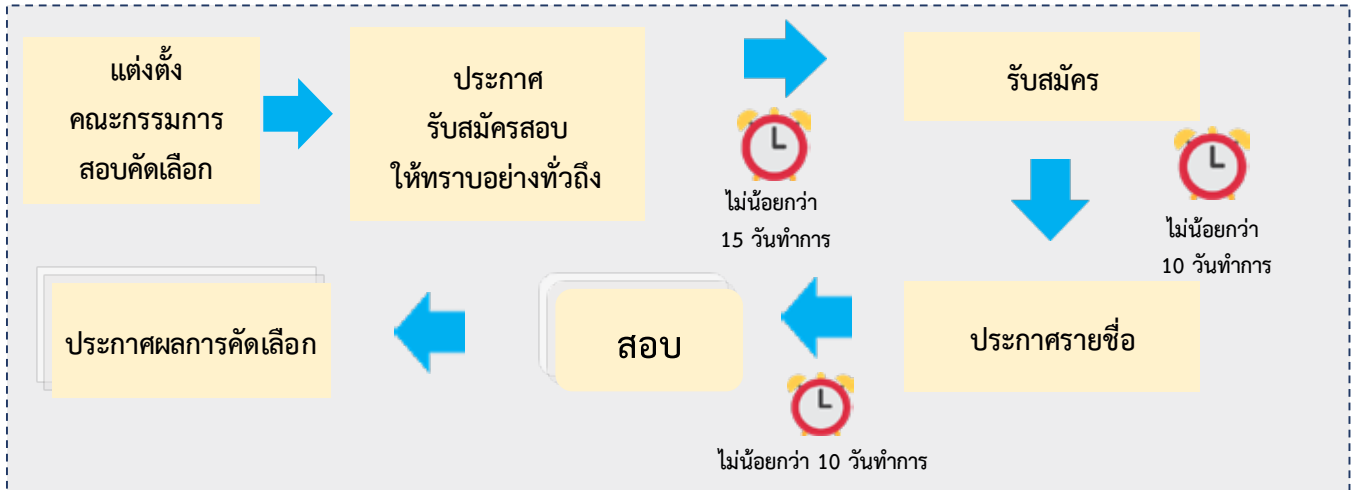 แต่งตั้ง
คณะกรรมการ
สอบคัดเลือก
ประกาศ
รับสมัครสอบ
ให้ทราบอย่างทั่วถึง
ไม่น้อยกว่า
15 วันทำการ
รับสมัคร
ไม่น้อยกว่า
10 วันทำการ
ประกาศรายชื่อ
ไม่น้อยกว่า 10 วันทำการ
สอบ
ประกาศผลการคัดเลือก